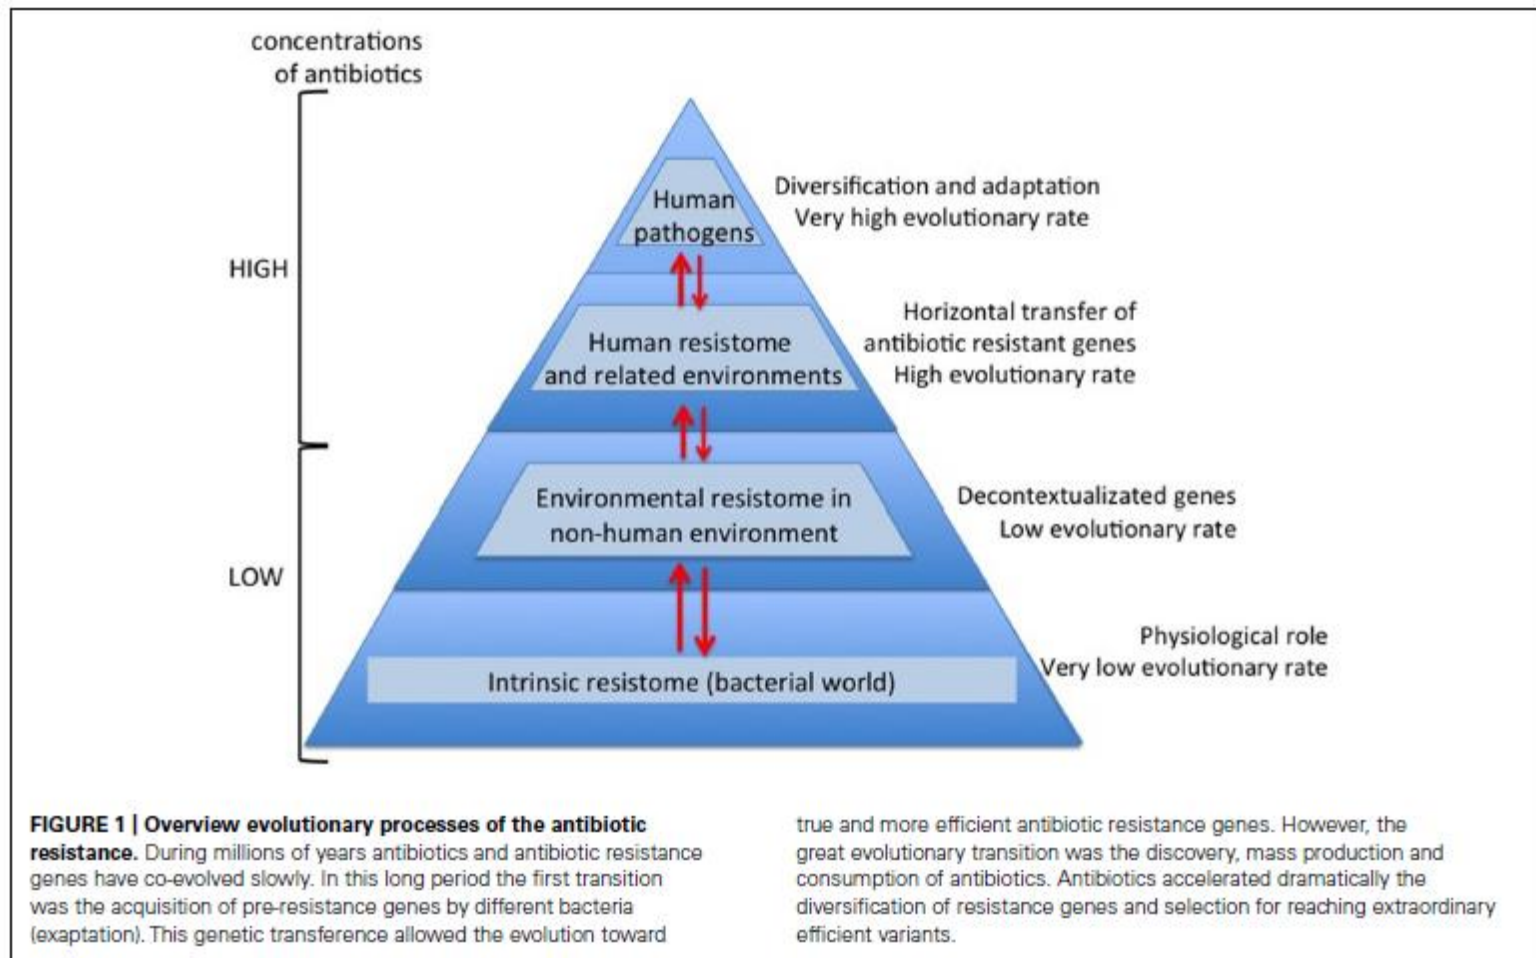 concentrations
of antibiotics
HIGH
LOW
Human
pathogens
Diversification and adaptation
Very high evolutionary rate
Human resistome
and related environments
Horizontal transfer of
antibiotic resistant genes
High evolutionary rate
Environmental resistome in
non-human environment
Decontextualizated genes
Low evolutionary rate
Intrinsic resistome (bacterial world)
Physiological role
Very low evolutionary rate
FIGURE 1 | Overview evolutionary processes of the antibiotic
resistance. During millions of years antibiotics and antibiotic resistance
genes have co-evolved slowly. In this long period the first transition
was the acquisition of pre-resistance genes by different bacteria
(exaptation). This genetic transference allowed the evolution toward
true and more efficient antibiotic resistance genes. However, the
great evolutionary transition was the discovery, mass production and
consumption of antibiotics. Antibiotics accelerated dramatically the
diversification of resistance genes and selection for reaching extraordinary
efficient variants.